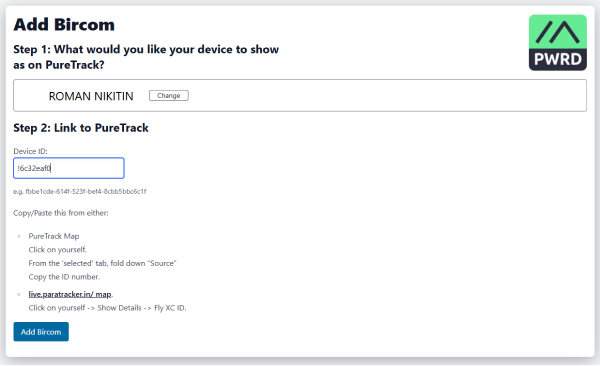 Add Bircom
PWRD
Step 1: What would you like your device to show
as on PureTrack?
ROMAN NIKITIN
Change
Step 2: Link to PureTrack
Device ID:
!6c32eaf0
e.g. fbbe1cde-614f-523f-bef4-8cbb5bbc6c1f
Copy/Paste this from either:
PureTrack Map
Click on yourself.
From the 'selected' tab, fold down "Source"
Copy the ID number.
live.paratracker.in/ map.
Click on yourself -> Show Details -> Fly XC ID.
Add Bircom